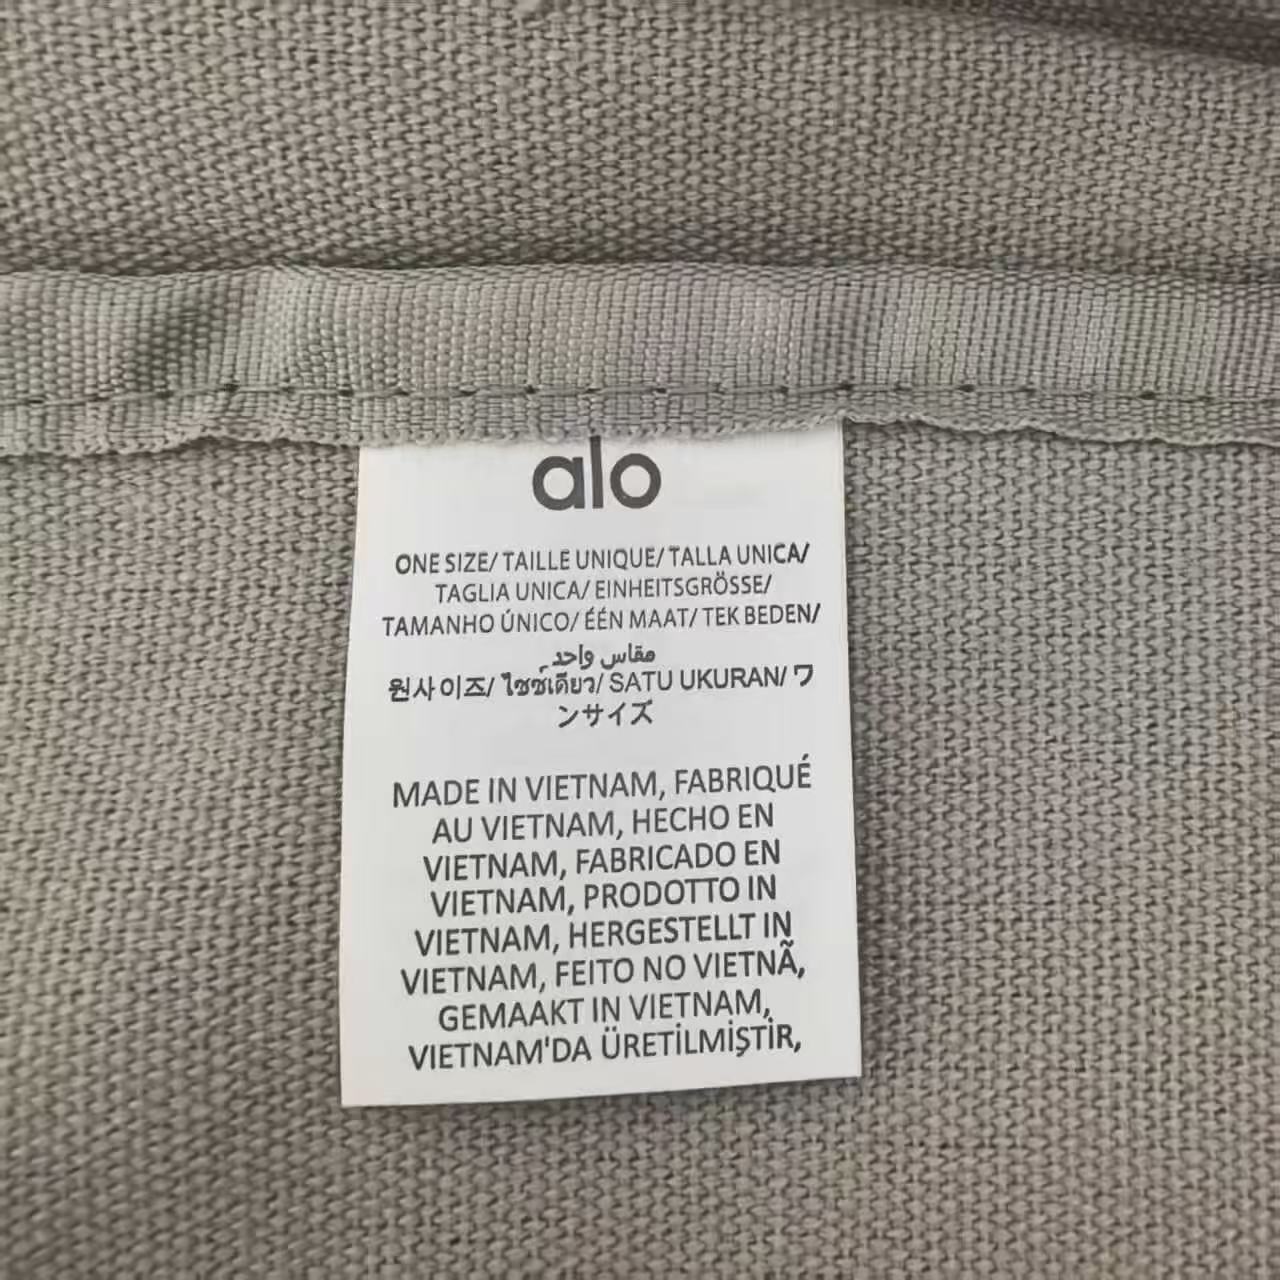 alo
ONE SIZE/ TAILLE UNIQUE/ TALLA UNICA/
TAGLIA UNICA/ EINHEITSGRÖSSE/
TAMANHO ÚNICO/ ÉÉN MAAT/ TEK BEDEN/
مقاس واحد
원사이즈/ ไซซ์เดียว/ SATU UKURAN/ ワ
ンサイズ
MADE IN VIETNAM, FABRIQUÉ
AU VIETNAM, HECHO EN
VIETNAM, FABRICADO EN
VIETNAM, PRODOTTO IN
VIETNAM, HERGESTELLT IN
VIETNAM, FEITO NO VIETNÃ,
GEMAAKT IN VIETNAM,
VIETNAM'DA ÜRETİLMİŞTİR,